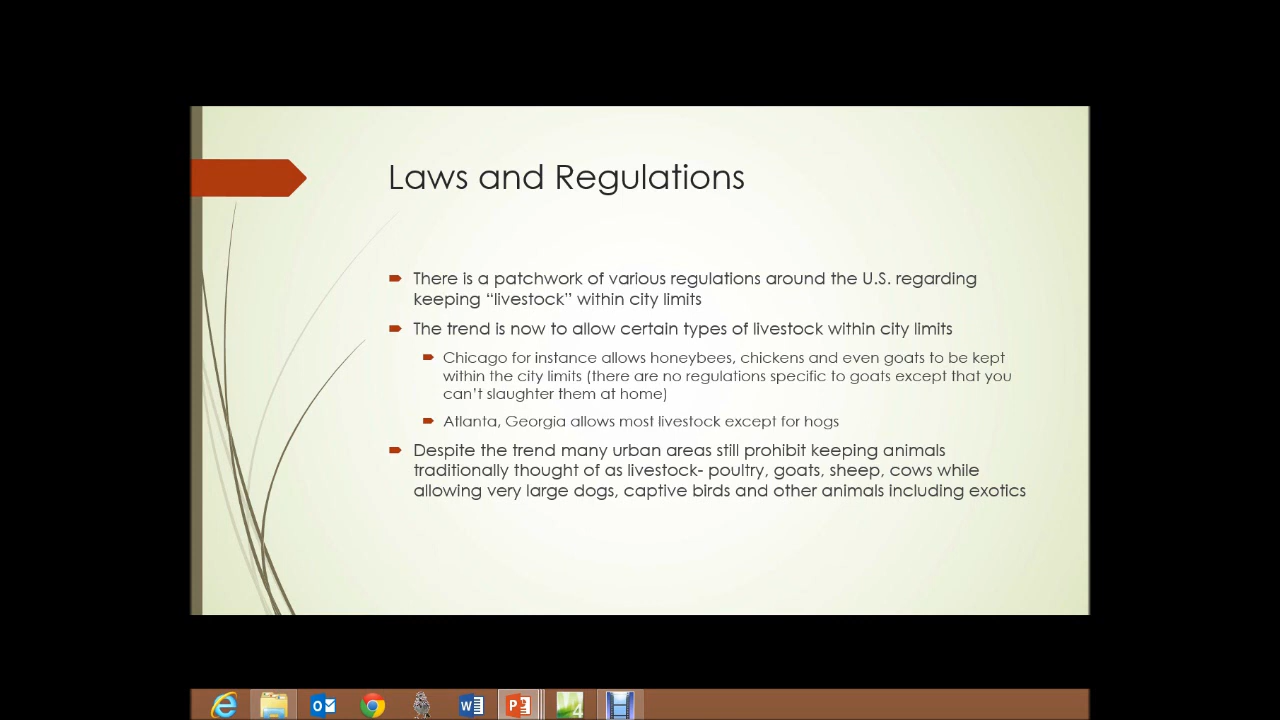 Laws and Regulations
There is a patchwork of various regulations around the U.S. regarding
keeping “livestock” within city limits
The trend is now to allow certain types of livestock within city limits
Chicago for instance allows honeybees, chickens and even goats to be kept
within the city limits (there are no regulations specific to goats except that you
can’t slaughter them at home)
Atlanta, Georgia allows most livestock except for hogs
Despite the trend many urban areas still prohibit keeping animals
traditionally thought of as livestock- poultry, goats, sheep, cows while
allowing very large dogs, captive birds and other animals including exotics